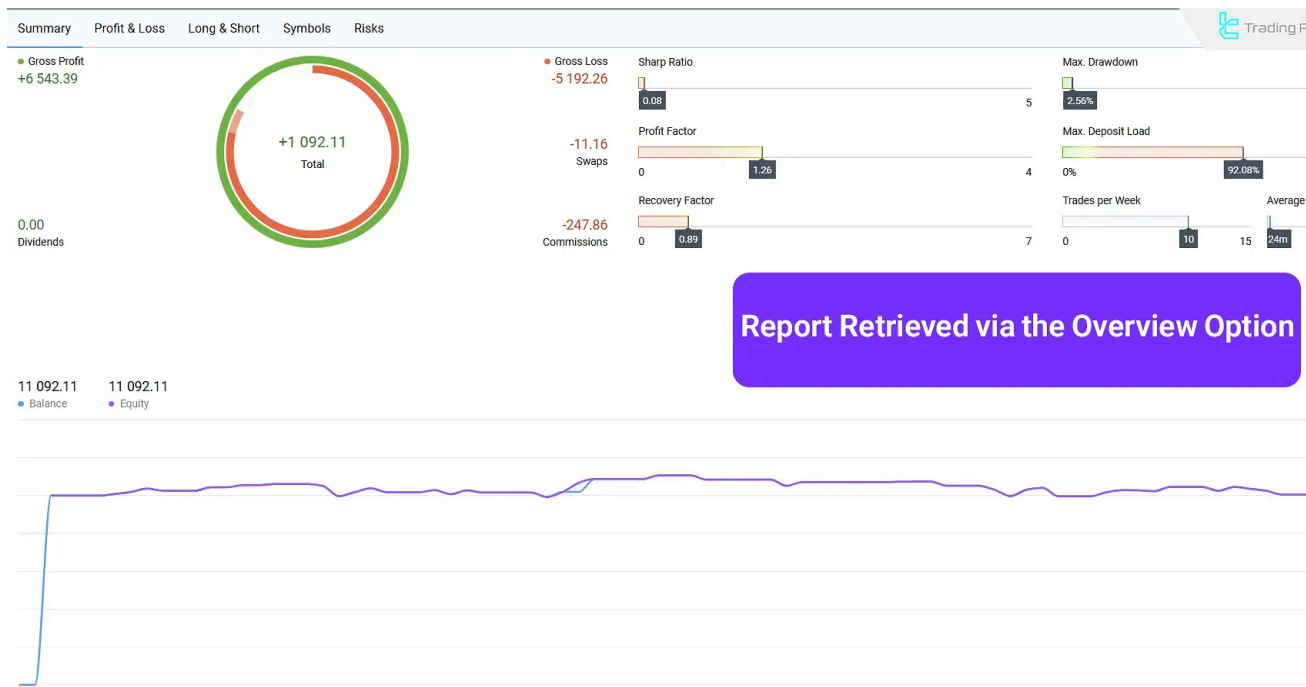 Summary Profit & Loss Long & Short Symbols Risks
Trading F
Gross Profit
+6 543.39
0.00
Dividends
+1 092.11
Total
Gross Loss
-5 192.26
-11.16
Swaps
-247.86
Commissions
Sharp Ratio
0.08
5
Profit Factor
0
1.26
4
Recovery Factor
0
0.89
7
Max. Drawdown
2.56%
Max. Deposit Load
0%
92.08%
Trades per Week
0
10
15
Average
24m
Report Retrieved via the Overview Option
11 092.11 11 092.11
Balance Equity